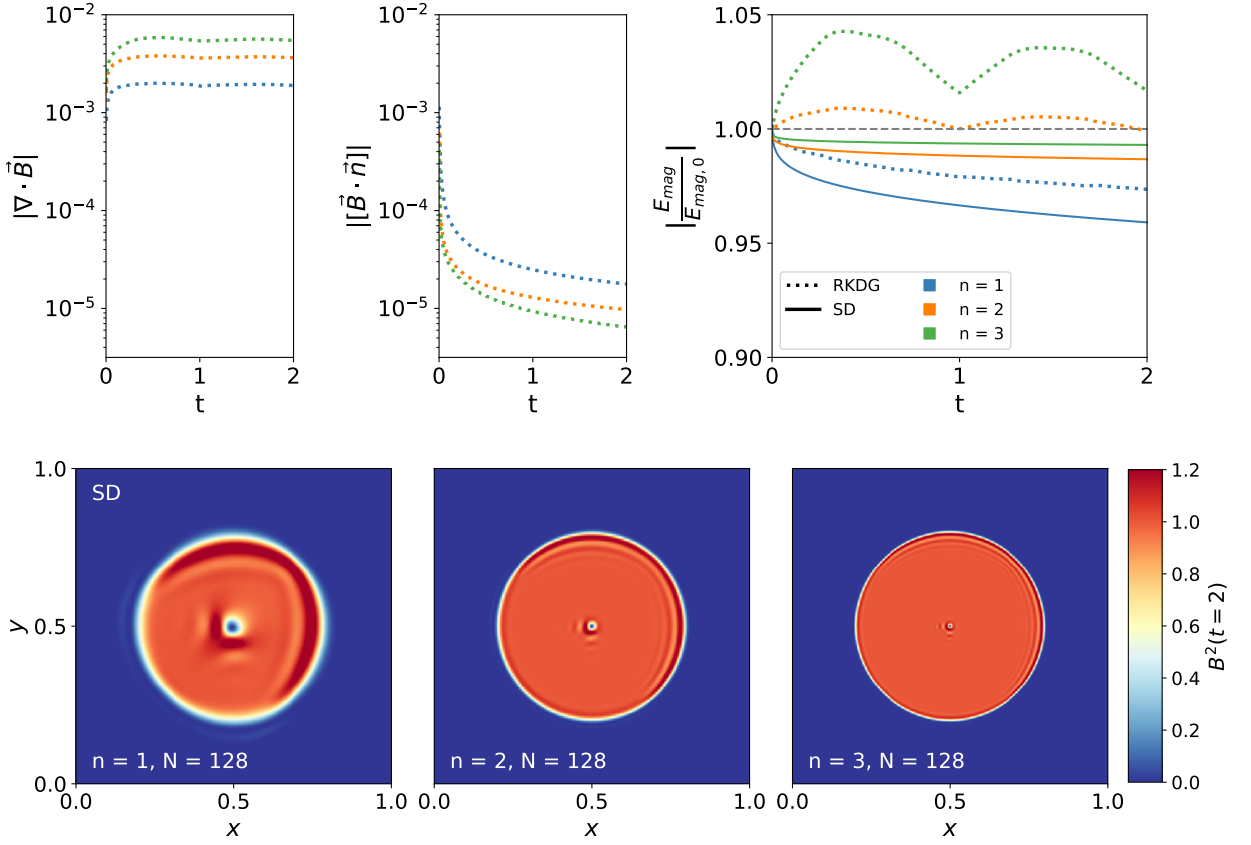 10⁻²
10⁻³
10⁻⁴
10⁻⁵
|∇ · B⃗|
0
1
2
t
10⁻²
10⁻³
10⁻⁴
10⁻⁵
|[B⃗ · n⃗]|
0
1
2
t
1.05
1.00
0.95
0.90
|E_mag / E_mag, 0|
RKDG
SD
n = 1
n = 2
n = 3
0
1
2
t
1.0
0.5
0.0
y
SD
n = 1, N = 128
0.0
0.5
1.0
x
n = 2, N = 128
0.0
0.5
1.0
x
n = 3, N = 128
0.0
0.5
1.0
x
1.2
1.0
0.8
0.6
0.4
0.2
0.0
B²(t = 2)